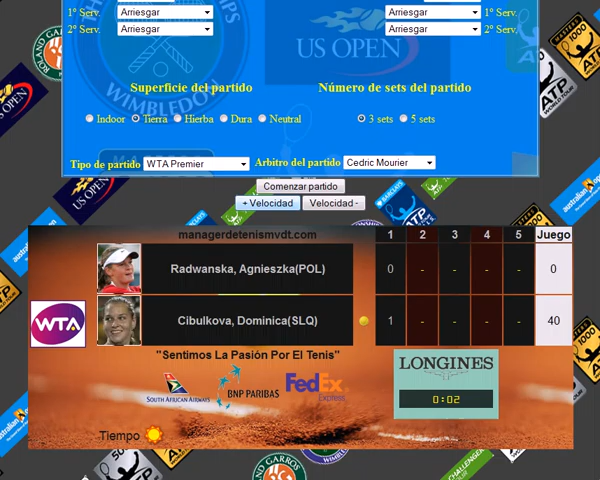 1º Serv. Arriesgar Arriesgar 1º Serv.
2º Serv. Arriesgar Arriesgar 2º Serv.
WIMBLEDON
US OPEN
Superficie del partido Número de sets del partido
Indoor Tierra Hierba Dura Neutral 3 sets 5 sets
Tipo de partido WTA Premier Arbitro del partido Cedric Mourier
Comenzar partido
+ Velocidad Velocidad -
managerdetenismvdt.com 1 2 3 4 5 Juego
Radwanska, Agnieszka(POL) 0 - - - - 0
WTA
Cibulkova, Dominica(SLQ) 1 - - - - 40
"Sentimos La Pasión Por El Tenis"
LONGINES
0:02
SOUTH AFRICAN AIRWAYS
BNP PARIBAS
FedEx
Express
Tiempo
ROLAND GARROS
US OPEN
MASTERS
1000
ATP
WORLD TOUR